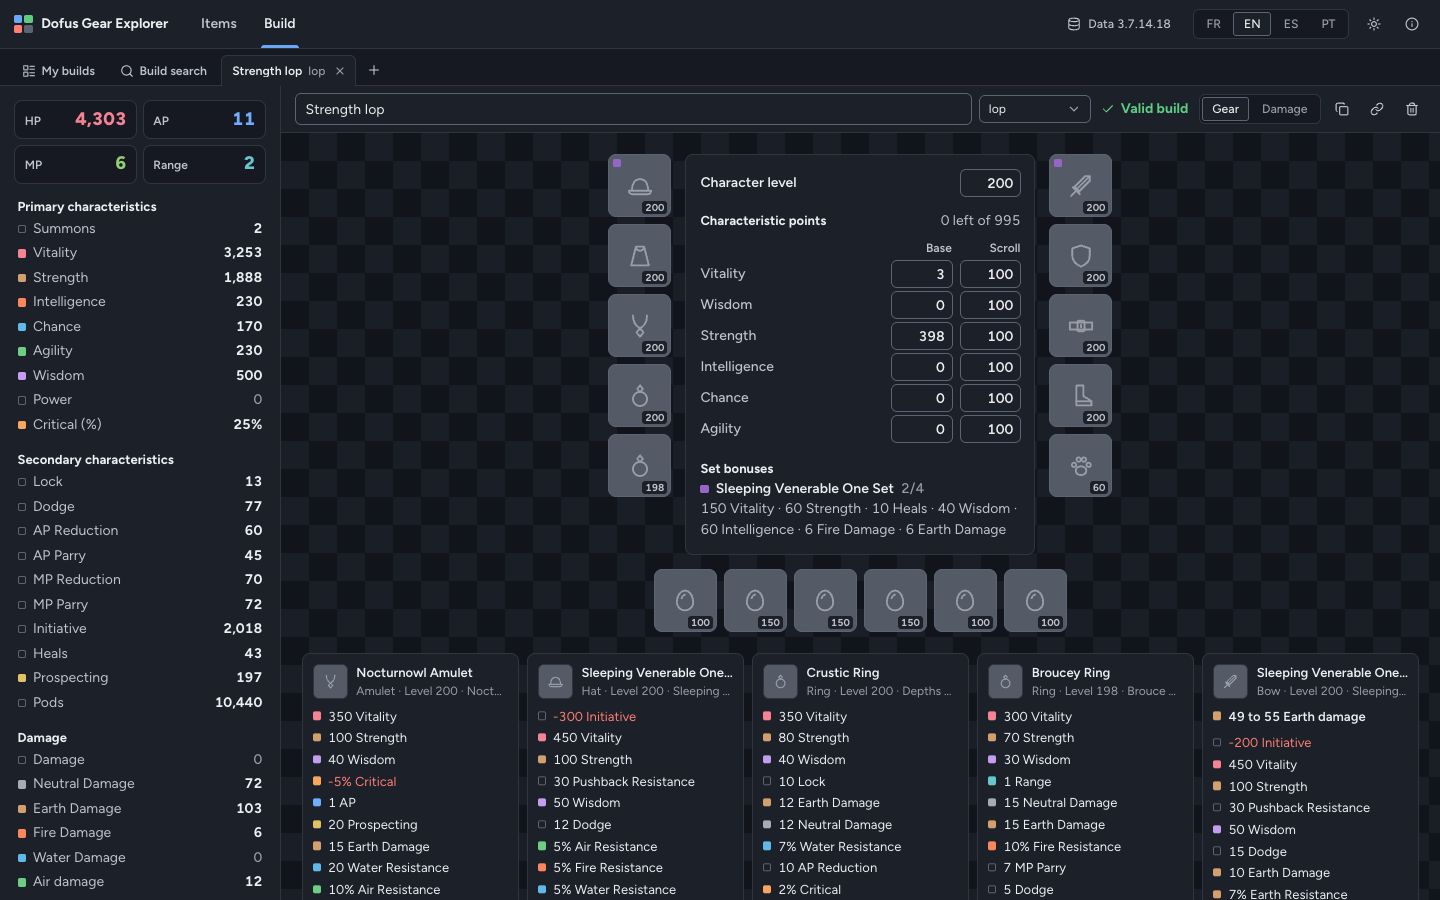 Dofus Gear Explorer
Items
Build
Data 3.7.14.18
FR
EN
ES
PT
My builds
Build search
Strength Iop Iop
Strength Iop
Iop
Valid build
Gear
Damage
HP 4,303
AP 11
MP 6
Range 2
Primary characteristics
Summons 2
Vitality 3,253
Strength 1,888
Intelligence 230
Chance 170
Agility 230
Wisdom 500
Power 0
Critical (%) 25%
Secondary characteristics
Lock 13
Dodge 77
AP Reduction 60
AP Parry 45
MP Reduction 70
MP Parry 72
Initiative 2,018
Heals 43
Prospecting 197
Pods 10,440
Damage
Damage 0
Neutral Damage 72
Earth Damage 103
Fire Damage 6
Water Damage 0
Air damage 12
200
200
200
200
198
Character level 200
Characteristic points 0 left of 995
Base Scroll
Vitality 3 100
Wisdom 0 100
Strength 398 100
Intelligence 0 100
Chance 0 100
Agility 0 100
Set bonuses
Sleeping Venerable One Set 2/4
150 Vitality · 60 Strength · 10 Heals · 40 Wisdom ·
60 Intelligence · 6 Fire Damage · 6 Earth Damage
200
200
200
200
60
100
150
150
150
100
100
Nocturnowl Amulet
Amulet · Level 200 · Noct...
350 Vitality
100 Strength
40 Wisdom
-5% Critical
1 AP
20 Prospecting
15 Earth Damage
20 Water Resistance
10% Air Resistance
Sleeping Venerable One...
Hat · Level 200 · Sleeping ...
-300 Initiative
450 Vitality
100 Strength
30 Pushback Resistance
50 Wisdom
12 Dodge
5% Air Resistance
5% Fire Resistance
5% Water Resistance
Crustic Ring
Ring · Level 200 · Depths ...
350 Vitality
80 Strength
40 Wisdom
10 Lock
12 Earth Damage
12 Neutral Damage
7% Water Resistance
10 AP Reduction
2% Critical
Broucey Ring
Ring · Level 198 · Brouce ...
300 Vitality
70 Strength
30 Wisdom
1 Range
15 Neutral Damage
15 Earth Damage
10% Fire Resistance
7 MP Parry
5 Dodge
Sleeping Venerable One...
Bow · Level 200 · Sleeping...
49 to 55 Earth damage
-200 Initiative
450 Vitality
100 Strength
30 Pushback Resistance
50 Wisdom
15 Dodge
10 Earth Damage
7% Earth Resistance